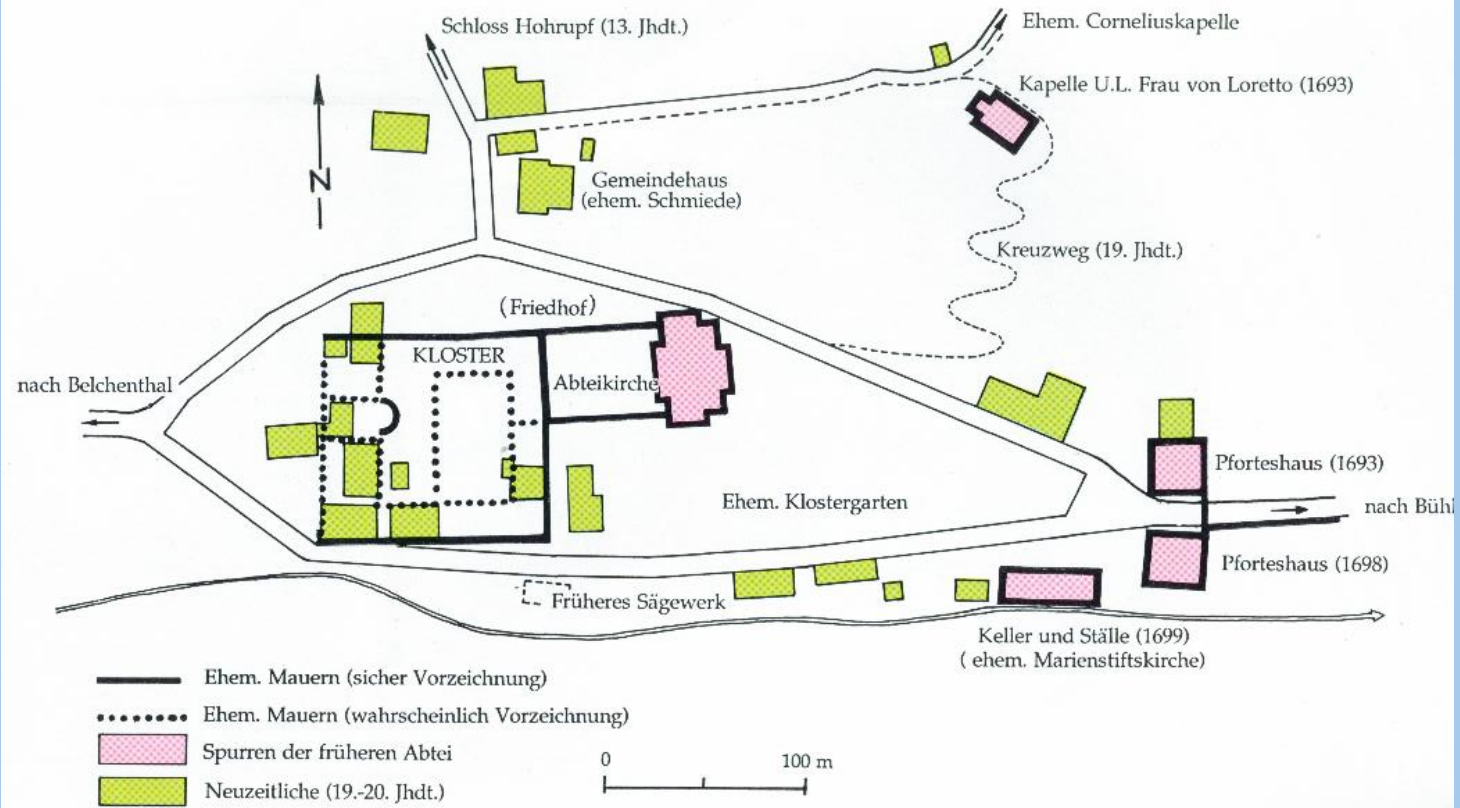 Schloss Hohrupf (13. Jhdt.)
Ehem. Corneliuskapelle
Kapelle U.L. Frau von Loretto (1693)
N
Gemeindehaus
(ehem. Schmiede)
Kreuzweg (19. Jhdt.)
(Friedhof)
KLOSTER
nach Belchenthal
Abteikirche
Pforteshaus (1693)
Ehem. Klostergarten
nach Bühl
Pforteshaus (1698)
Früheres Sägewerk
Keller und Ställe (1699)
( ehem. Marienstiftskirche)
Ehem. Mauern (sicher Vorzeichnung)
Ehem. Mauern (wahrscheinlich Vorzeichnung)
Spurren der früheren Abtei
Neuzeitliche (19.-20. Jhdt.)
0 100 m